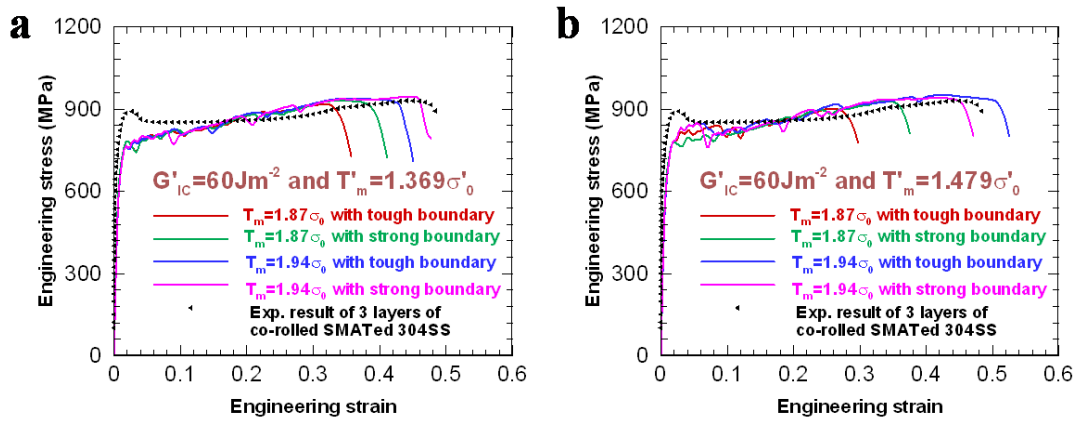 a
1200
900
600
300
0
Engineering stress (MPa)
G'IC=60Jm-2 and T'm=1.369σ'0
Tm=1.87σ0 with tough boundary
Tm=1.87σ0 with strong boundary
Tm=1.94σ0 with tough boundary
Tm=1.94σ0 with strong boundary
Exp. result of 3 layers of
co-rolled SMATed 304SS
0 0.1 0.2 0.3 0.4 0.5 0.6
Engineering strain
b
1200
900
600
300
0
Engineering stress (MPa)
G'IC=60Jm-2 and T'm=1.479σ'0
Tm=1.87σ0 with tough boundary
Tm=1.87σ0 with strong boundary
Tm=1.94σ0 with tough boundary
Tm=1.94σ0 with strong boundary
Exp. result of 3 layers of
co-rolled SMATed 304SS
0 0.1 0.2 0.3 0.4 0.5 0.6
Engineering strain